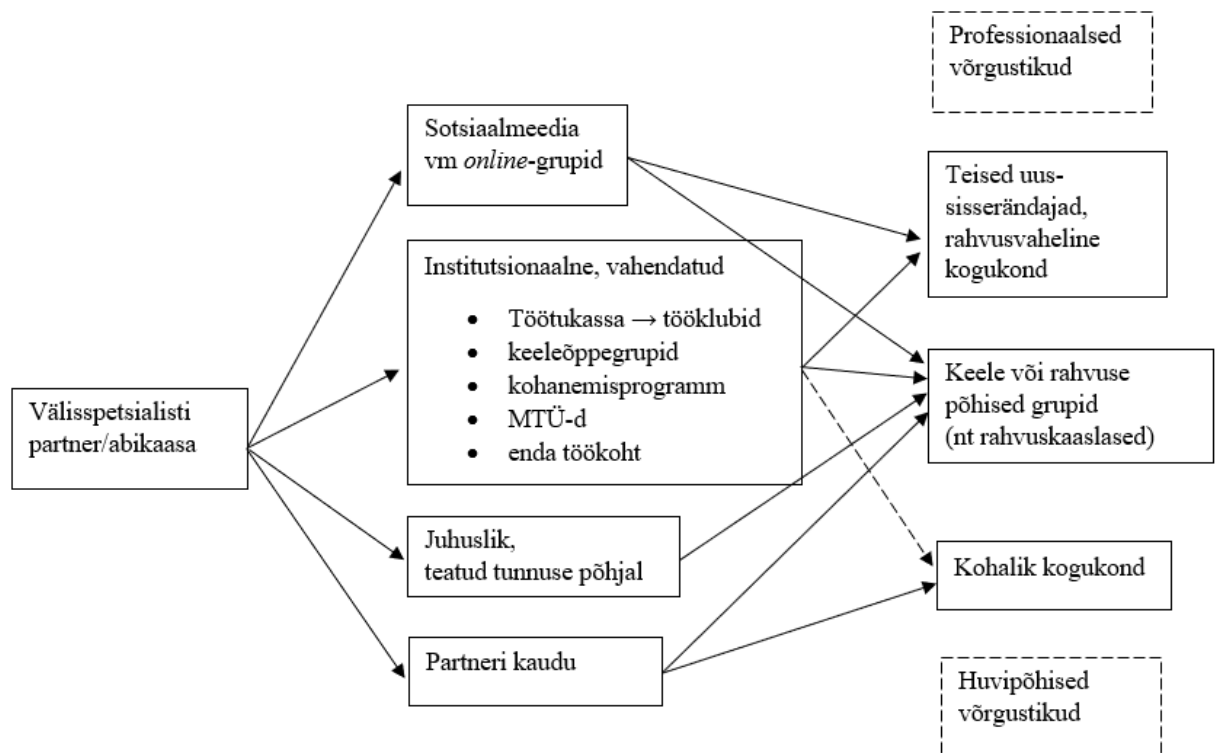 Välisspetsialisti
partner/abikaasa
Sotsiaalmeedia
vm online-grupid
Institutsionaalne, vahendatud
• Töötukassa → tööklubid
• keeleõppegrupid
• kohanemisprogramm
• MTÜ-d
• enda töökoht
Juhuslik,
teatud tunnuse põhjal
Partneri kaudu
Professionaalsed
võrgustikud
Teised uus-
sisserändajad,
rahvusvaheline
kogukond
Keele või rahvuse
põhised grupid
(nt rahvuskaaslased)
Kohalik kogukond
Huvipõhised
võrgustikud